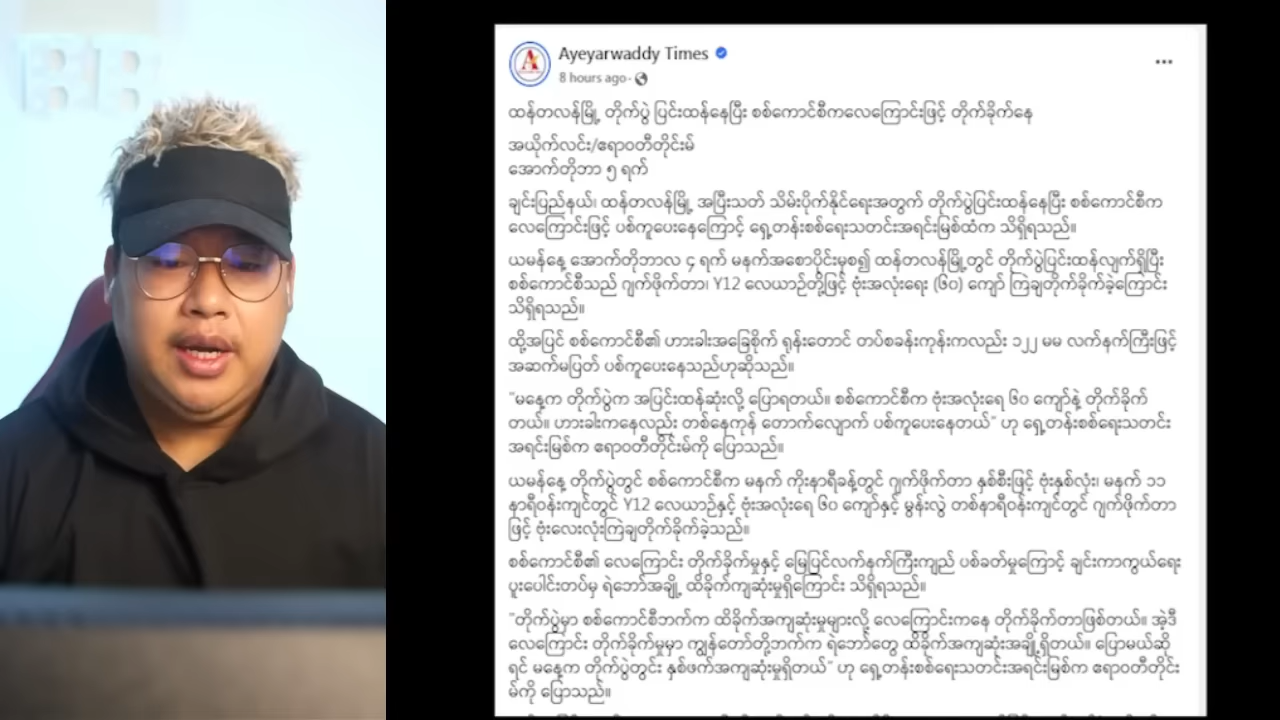 BB
Ayeyarwaddy Times
8 hours ago
ထန်တလန်မြို့ တိုက်ပွဲ ပြင်းထန်နေပြီး စစ်ကောင်စီကလေကြောင်းဖြင့် တိုက်ခိုက်နေ
အယိုက်လင်း/ဧရာဝတီတိုင်းမ်
အောက်တိုဘာ ၅ ရက်
ချင်းပြည်နယ်၊ ထန်တလန်မြို့ အပြီးသတ် သိမ်းပိုက်နိုင်ရေးအတွက် တိုက်ပွဲပြင်းထန်နေပြီး စစ်ကောင်စီက
လေကြောင်းဖြင့် ပစ်ကူပေးနေကြောင့် ရှေ့တန်းစစ်ရေးသတင်းအရင်းမြစ်ထံက သိရှိရသည်။
ယမန်နေ့ အောက်တိုဘာလ ၄ ရက် မနက်အစောပိုင်းမှစ၍ ထန်တလန်မြို့တွင် တိုက်ပွဲပြင်းထန်လျက်ရှိပြီး
စစ်ကောင်စီသည် ဂျက်ဖိုက်တာ၊ Y12 လေယာဉ်တို့ဖြင့် ဗုံးအလုံးရေ (၆၀) ကျော် ကြဲချတိုက်ခိုက်ခဲ့ကြောင်း
သိရှိရသည်။
ထို့အပြင် စစ်ကောင်စီ၏ ဟားခါးအခြေစိုက် ရုန်းတောင် တပ်စခန်းကုန်းကလည်း ၁၂၂ မမ လက်နက်ကြီးဖြင့်
အဆက်မပြတ် ပစ်ကူပေးနေသည်ဟုဆိုသည်။
"မနေ့က တိုက်ပွဲက အပြင်းထန်ဆုံးလို့ ပြောရတယ်။ စစ်ကောင်စီက ဗုံးအလုံးရေ ၆၀ ကျော်နဲ့ တိုက်ခိုက်
တယ်။ ဟားခါးကနေလည်း တစ်နေကုန် တောက်လျှောက် ပစ်ကူပေးနေတယ်" ဟု ရှေ့တန်းစစ်ရေးသတင်း
အရင်းမြစ်က ဧရာဝတီတိုင်းမ်ကို ပြောသည်။
ယမန်နေ့ တိုက်ပွဲတွင် စစ်ကောင်စီက မနက် ကိုးနာရီခန့်တွင် ဂျက်ဖိုက်တာ နှစ်စီးဖြင့် ဗုံးနှစ်လုံး၊ မနက် ၁၁
နာရီဝန်းကျင်တွင် Y12 လေယာဉ်နှင့် ဗုံးအလုံးရေ ၆၀ ကျော်နှင့် မွန်းလွဲ တစ်နာရီဝန်းကျင်တွင် ဂျက်ဖိုက်တာ
ဖြင့် ဗုံးလေးလုံးကြဲချတိုက်ခိုက်ခဲ့သည်။
စစ်ကောင်စီ၏ လေကြောင်း တိုက်ခိုက်မှုနှင့် မြေပြင်လက်နက်ကြီးကျည် ပစ်ခတ်မှုကြောင့် ချင်းကာကွယ်ရေး
ပူးပေါင်းတပ်မှ ရဲဘော်အချို့ ထိခိုက်ကျဆုံးမှုရှိကြောင်း သိရှိရသည်။
"တိုက်ပွဲမှာ စစ်ကောင်စီဘက်က ထိခိုက်အကျဆုံးမှုများလို့ လေကြောင်းကနေ တိုက်ခိုက်တာဖြစ်တယ်။ အဲ့ဒီ
လေကြောင်း တိုက်ခိုက်မှုမှာ ကျွန်တော်တို့ဘက်က ရဲဘော်တွေ ထိခိုက်အကျဆုံးအချို့ရှိတယ်။ ပြောမယ်ဆို
ရင် မနေ့က တိုက်ပွဲတွင်း နှစ်ဖက်အကျဆုံးမှုရှိတယ်" ဟု ရှေ့တန်းစစ်ရေးသတင်းအရင်းမြစ်က ဧရာဝတီတိုင်း
မ်ကို ပြောသည်။